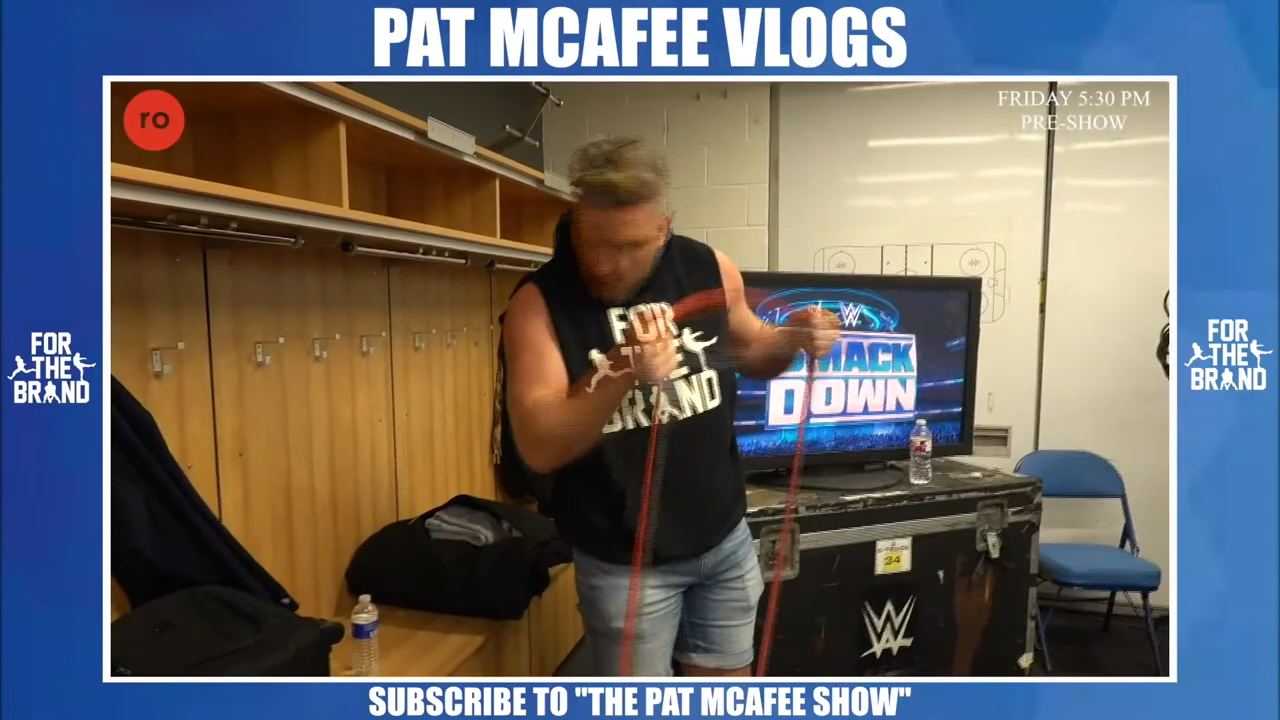 PAT MCAFEE VLOGS
ro
FRIDAY 5:30 PM
PRE-SHOW
FOR
THE
BRAND
FOR
THE
BRAND
W
SMACK
DOWN
FOR
THE
BRAND
34
W
SUBSCRIBE TO "THE PAT MCAFEE SHOW"